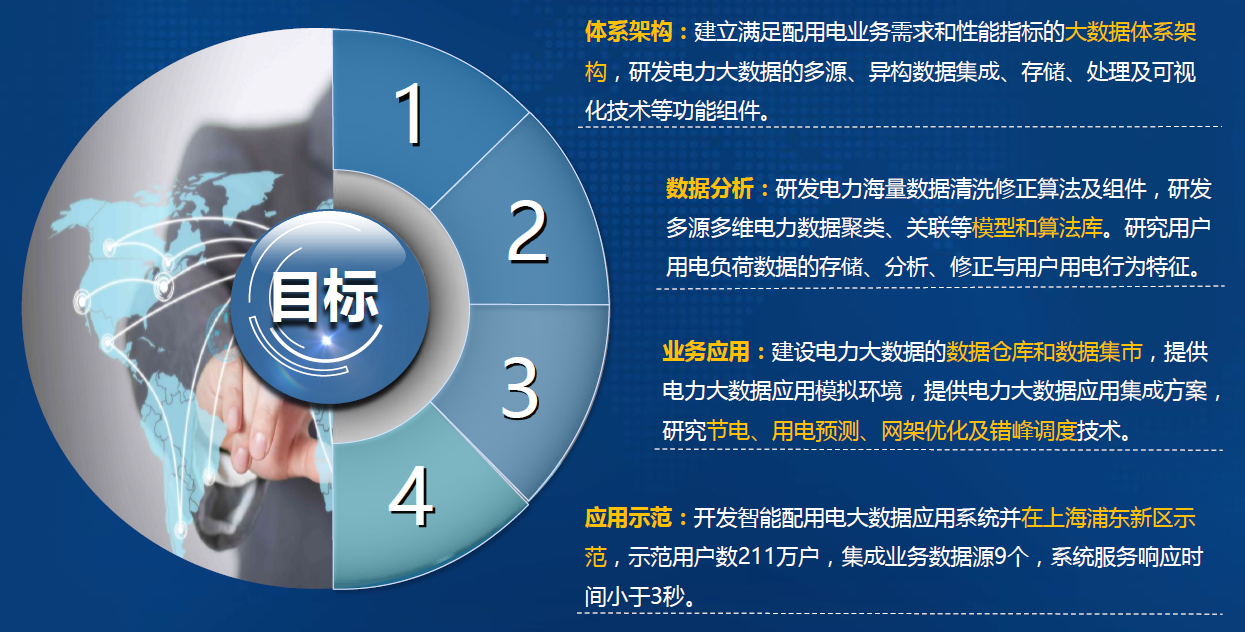 目标
1
体系架构：建立满足配用电业务需求和性能指标的大数据体系架
构，研发电力大数据的多源、异构数据集成、存储、处理及可视
化技术等功能组件。
2
数据分析：研发电力海量数据清洗修正算法及组件，研发
多源多维电力数据聚类、关联等模型和算法库。研究用户
用电负荷数据的存储、分析、修正与用户用电行为特征。
3
业务应用：建设电力大数据的数据仓库和数据集市，提供
电力大数据应用模拟环境，提供电力大数据应用集成方案，
研究节电、用电预测、网架优化及错峰调度技术。
4
应用示范：开发智能配用电大数据应用系统并在上海浦东新区示
范，示范用户数211万户，集成业务数据源9个，系统服务响应时
间小于3秒。